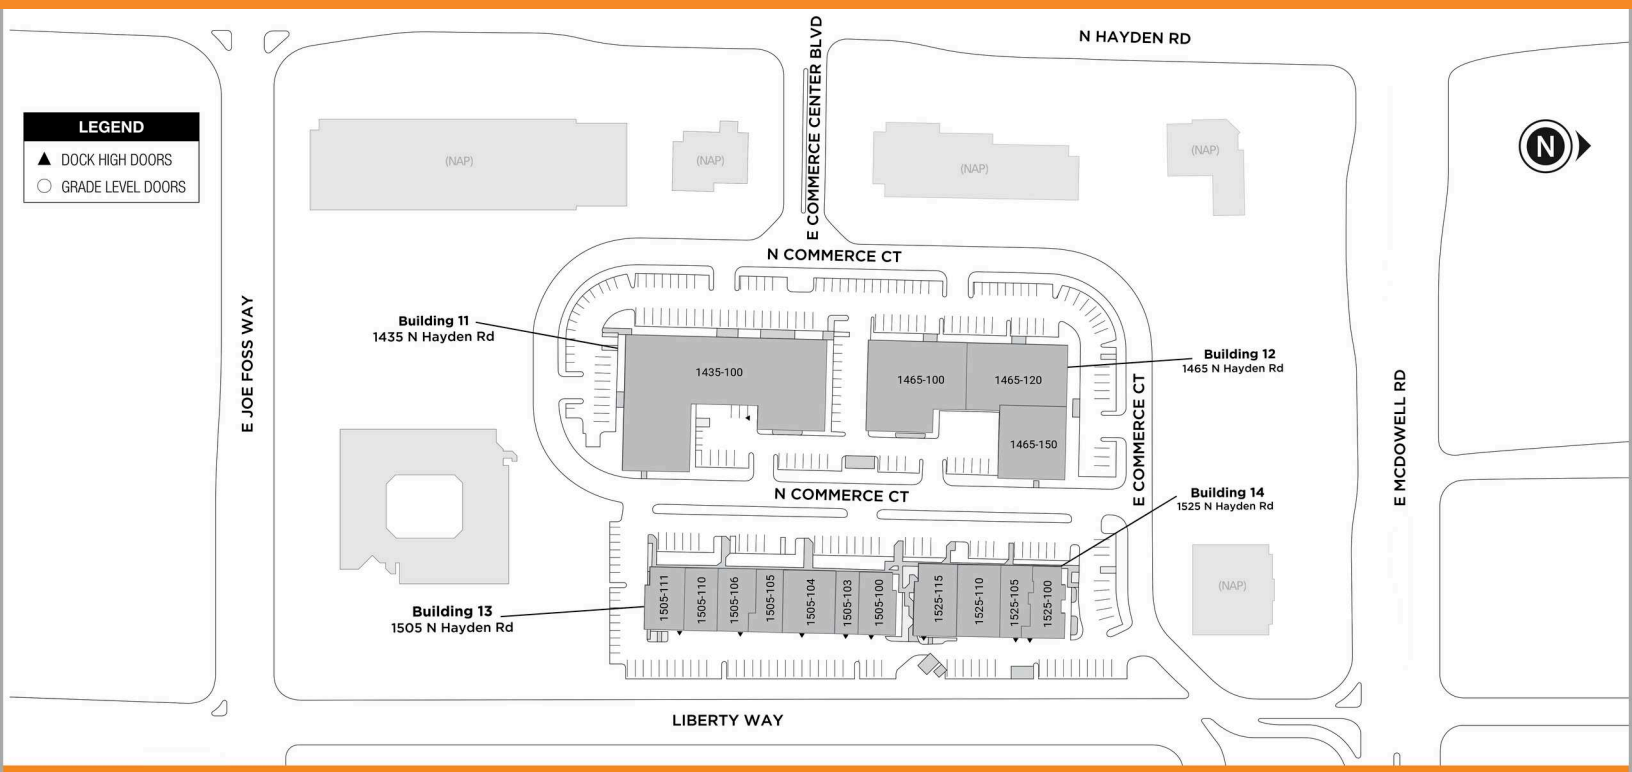 N HAYDEN RD
E COMMERCE CENTER BLVD
LEGEND
DOCK HIGH DOORS
GRADE LEVEL DOORS
(NAP)
(NAP)
(NAP)
(NAP)
N
N COMMERCE CT
E JOE FOSS WAY
Building 11
1435 N Hayden Rd
1435-100
1465-100
1465-120
1465-150
Building 12
1465 N Hayden Rd
E COMMERCE CT
E MCDOWELL RD
N COMMERCE CT
Building 14
1525 N Hayden Rd
Building 13
1505 N Hayden Rd
1505-111
1505-110
1505-106
1505-105
1505-104
1505-103
1505-100
1525-115
1525-110
1525-105
1525-100
(NAP)
LIBERTY WAY